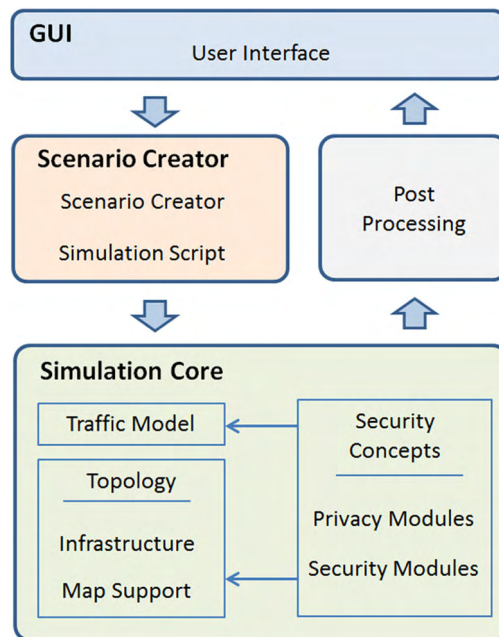 GUI
User Interface
Scenario Creator
Scenario Creator
Simulation Script
Post
Processing
Simulation Core
Traffic Model
Topology
Infrastructure
Map Support
Security
Concepts
Privacy Modules
Security Modules